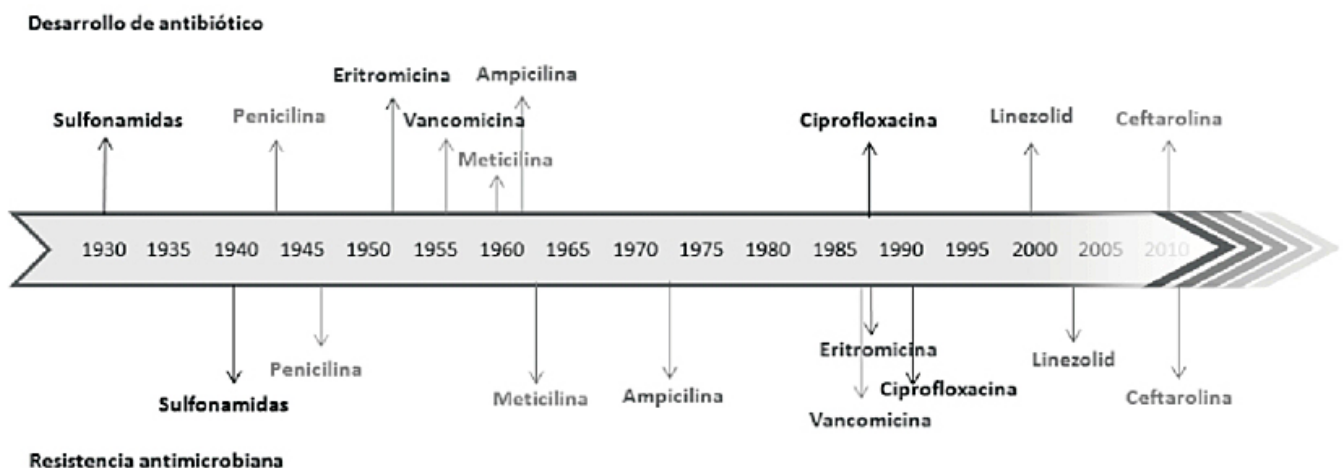 Desarrollo de antibiótico
Eritromicina Ampicilina
Sulfonamidas Penicilina Vancomicina Ciprofloxacina Linezolid Ceftarolina
Meticilina
1930 1935 1940 1945 1950 1955 1960 1965 1970 1975 1980 1985 1990 1995 2000 2005 2010
Eritromicina
Penicilina Linezolid
Sulfonamidas Meticilina Ampicilina Ciprofloxacina Ceftarolina
Vancomicina
Resistencia antimicrobiana